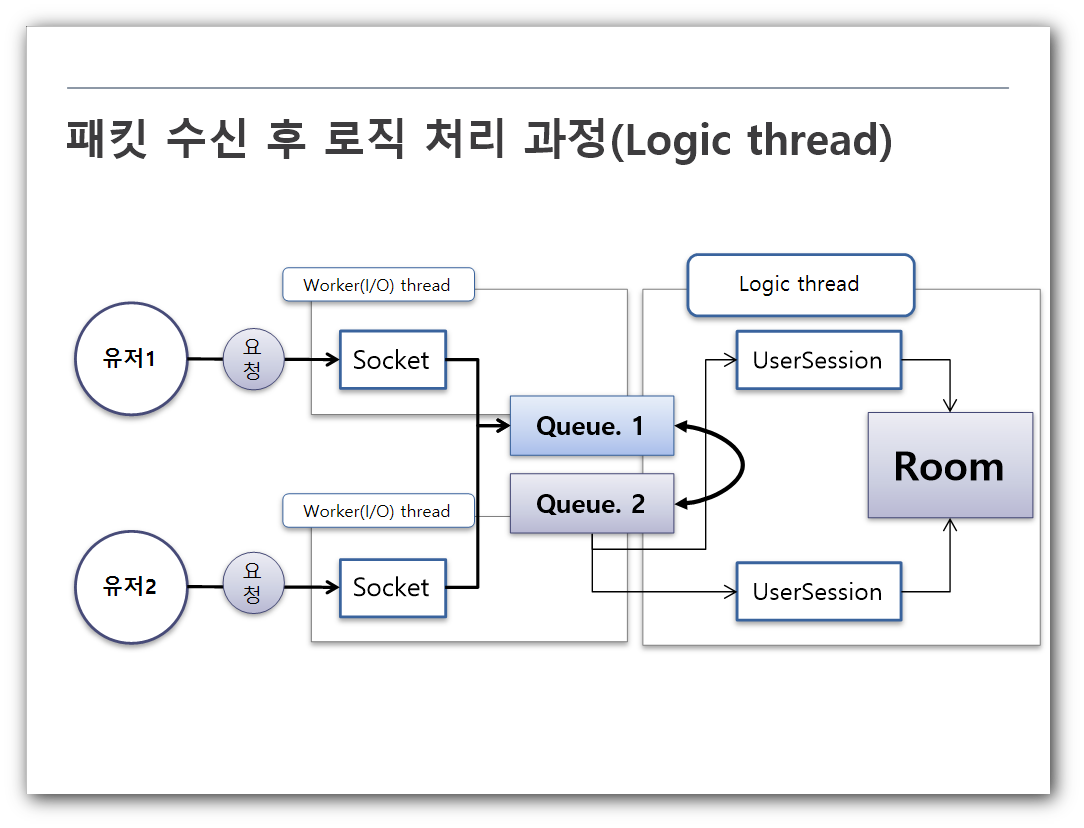 패킷 수신 후 로직 처리 과정(Logic thread)
Worker(I/O) thread
Logic thread
유저1
요
청
Socket
UserSession
Queue. 1
Room
Queue. 2
Worker(I/O) thread
유저2
요
청
Socket
UserSession